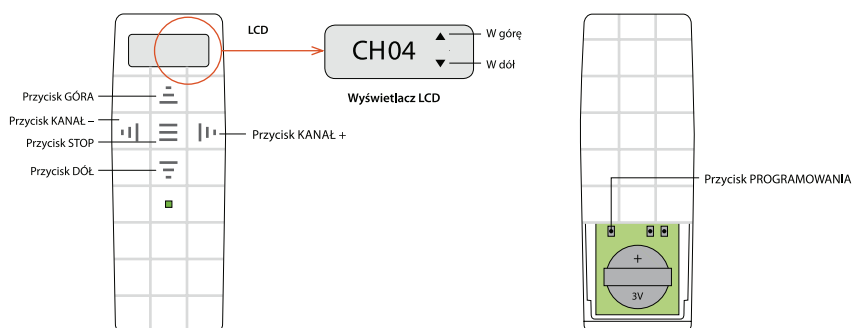 LCD
CH04
W górę
W dół
Wyświetlacz LCD
Przycisk GÓRA
Przycisk KANAŁ –
Przycisk STOP
Przycisk KANAŁ +
Przycisk DÓŁ
Przycisk PROGRAMOWANIA
+
3V